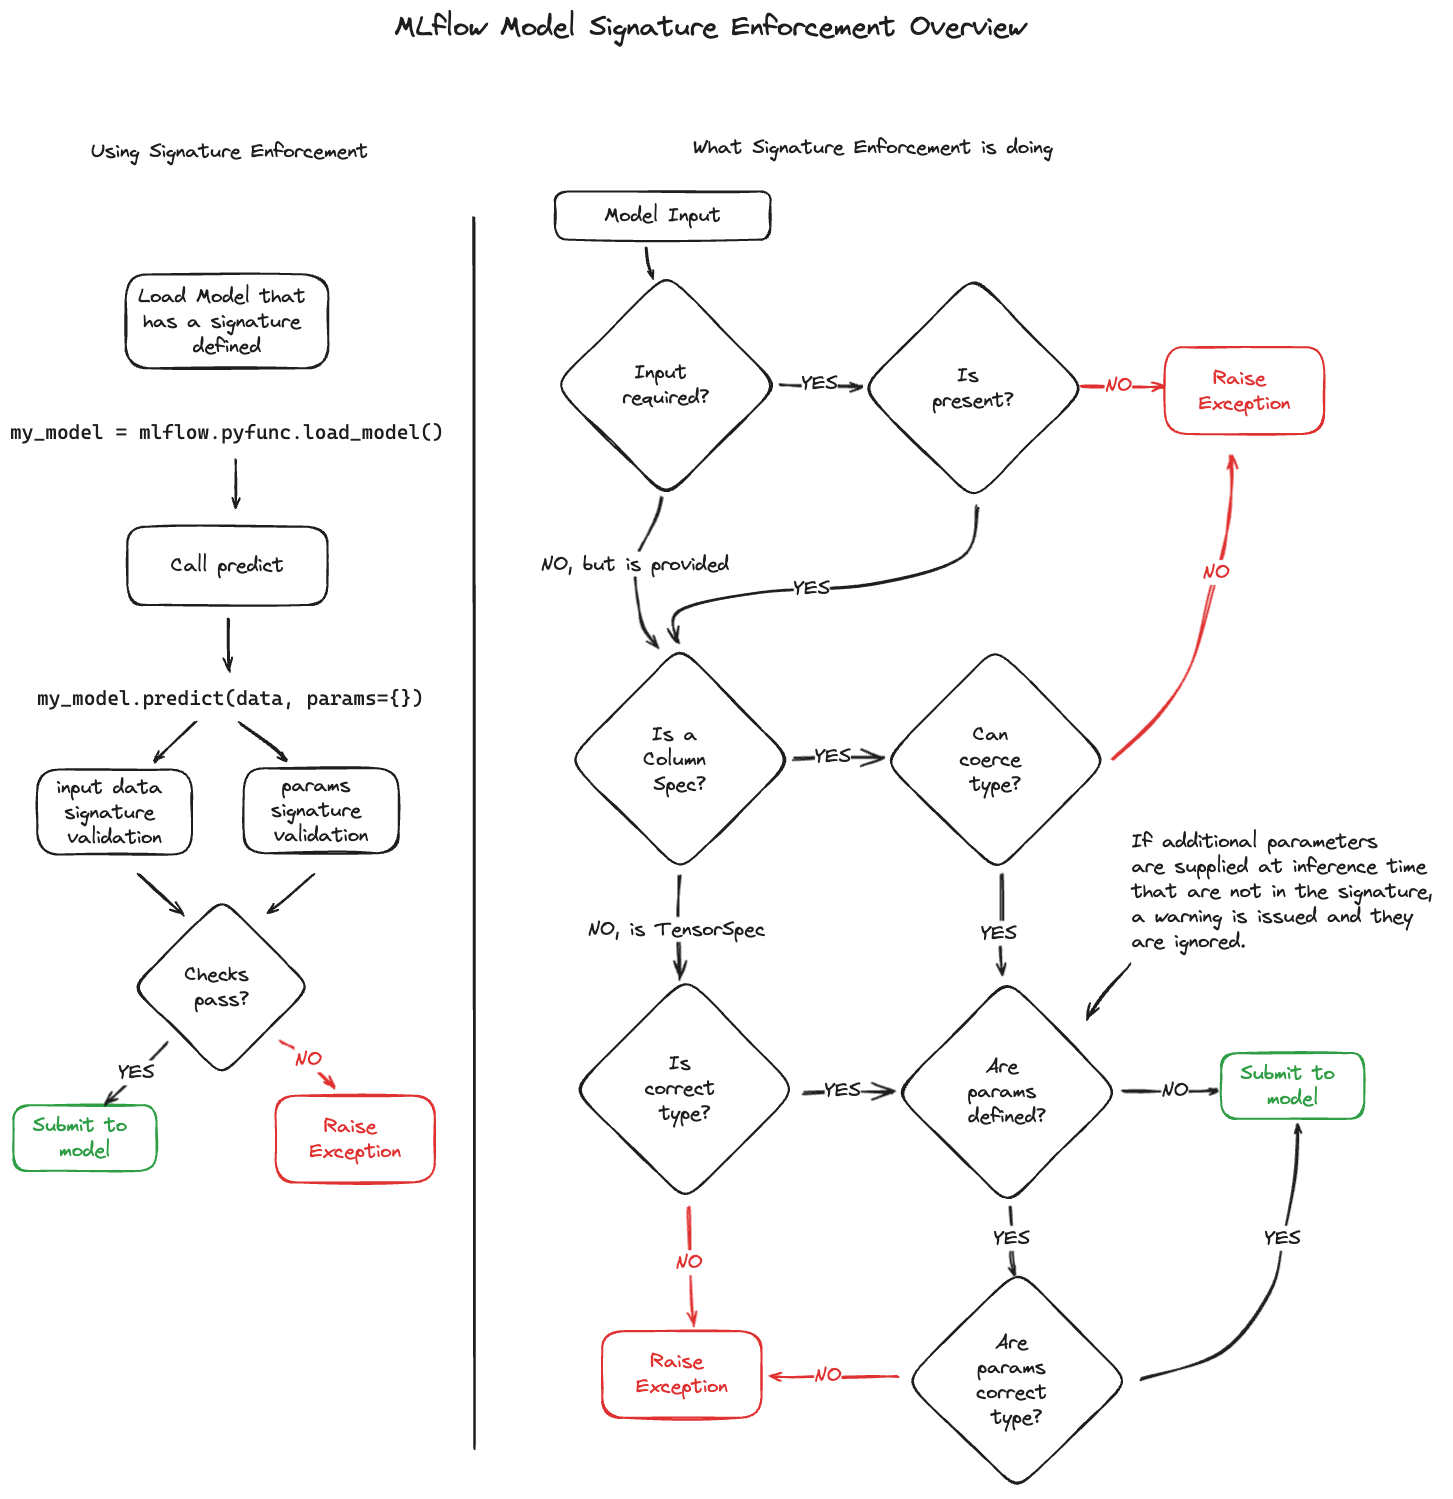 MLflow Model Signature Enforcement Overview
Using Signature Enforcement
Load Model that
has a signature
defined
my_model = mlflow.pyfunc.load_model()
Call predict
my_model.predict(data, params={})
input data
signature
validation
params
signature
validation
Checks
pass?
YES
NO
Submit to
model
Raise
Exception
What Signature Enforcement is doing
Model Input
Input
required?
YES
Is
present?
NO
Raise
Exception
NO, but is provided
YES
NO
Is a
Column
Spec?
YES
Can
coerce
type?
If additional parameters
are supplied at inference time
that are not in the signature,
a warning is issued and they
are ignored.
NO, is TensorSpec
YES
Is
correct
type?
YES
Are
params
defined?
NO
Submit to
model
NO
YES
YES
Raise
Exception
NO
Are
params
correct
type?